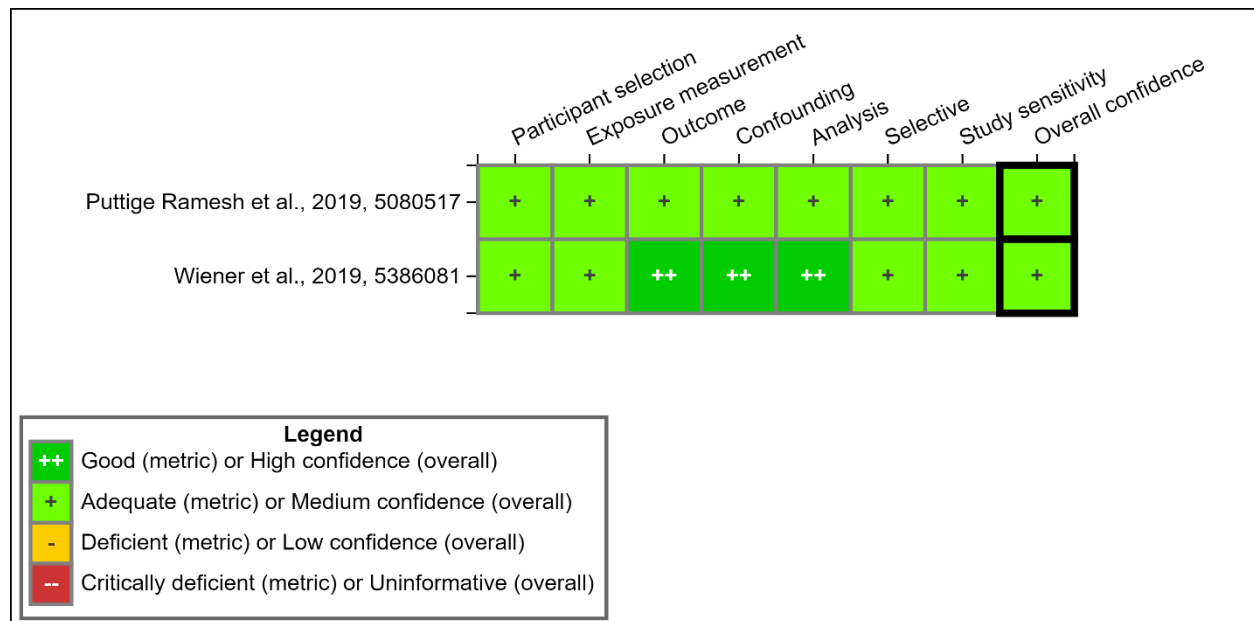 Participant selection
Exposure measurement
Outcome
Confounding
Analysis
Selective
Study sensitivity
Overall confidence
Puttige Ramesh et al., 2019, 5080517
+ + + + + + + +
Wiener et al., 2019, 5386081
+ + ++ ++ ++ + + +
Legend
++ Good (metric) or High confidence (overall)
+ Adequate (metric) or Medium confidence (overall)
- Deficient (metric) or Low confidence (overall)
-- Critically deficient (metric) or Uninformative (overall)